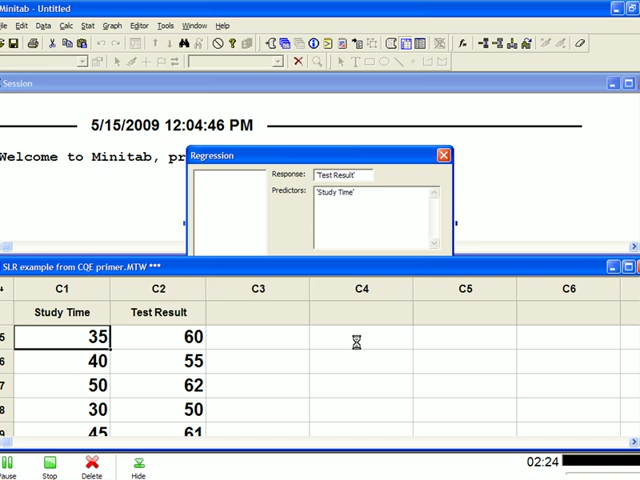 Minitab - Untitled
File Edit Data Calc Stat Graph Editor Tools Window Help
Session
5/15/2009 12:04:46 PM
Welcome to Minitab, pr
Regression
Response: 'Test Result'
Predictors: 'Study Time'
SLR example from CQE primer.MTW ***
C1 C2 C3 C4 C5 C6
Study Time Test Result
5 35 60
6 40 55
7 50 62
8 30 50
9 45 61
Pause Stop Delete Hide
02:24